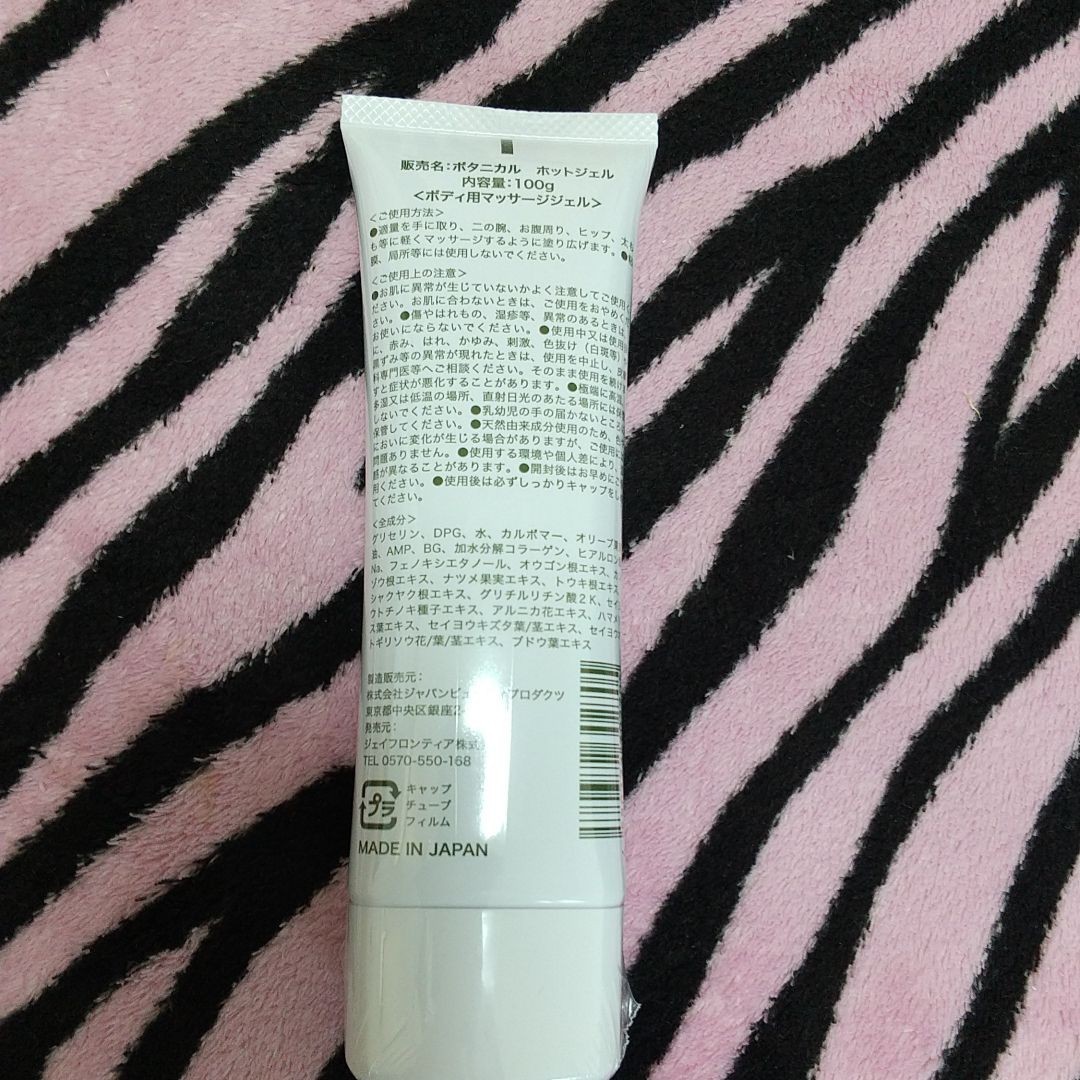 販売名:ボタニカル ホットジェル
内容量:100g
<ボディ用マッサージジェル>
<ご使用方法>
●適量を手に取り、二の腕、お腹周り、ヒップ、太も
も等に軽くマッサージするように塗り広げます。●
膜、局所等には使用しないでください。
<ご使用上の注意>
●お肌に異常が生じていないかよく注意してご使用く
ださい。お肌に合わないときは、ご使用をおやめくだ
さい。●傷やはれもの、湿疹等、異常のあるときは、
お使いにならないでください。●使用中又は使用
に、赤み、はれ、かゆみ、刺激、色抜け(白斑等)
黒ずみ等の異常が現れたときは、使用を中止し、皮膚
科専門医等へご相談ください。そのまま使用を続け
すと症状が悪化することがあります。●極端に高温
多湿又は低温の場所、直射日光のあたる場所には保
しないでください。●乳幼児の手の届かないところ
保管してください。●天然由来成分使用のため、色
においに変化が生じる場合がありますが、ご使用に
問題ありません。●使用する環境や個人差により、
感が異なることがあります。●開封後はお早めにご
用ください。●使用後は必ずしっかりキャップをし
てください。
<全成分>
グリセリン、DPG、水、カルボマー、オリーブ果
油、AMP、BG、加水分解コラーゲン、ヒアルロン
Na、フェノキシエタノール、オウゴン根エキス、カ
ゾウ根エキス、ナツメ果実エキス、トウキ根エキス
シャクヤク根エキス、グリチルリチン酸2K、セイ
ウトチノキ種子エキス、アルニカ花エキス、ハマメ
ス葉エキス、セイヨウキズタ葉/茎エキス、セイヨウ
トギリソウ花/葉/茎エキス、ブドウ葉エキス
製造販売元:
株式会社ジャパンビューティプロダクツ
東京都中央区銀座2-
発売元:
ジェイフロンティア株式
TEL 0570-550-168
プラ
キャップ
チューブ
フィルム
MADE IN JAPAN